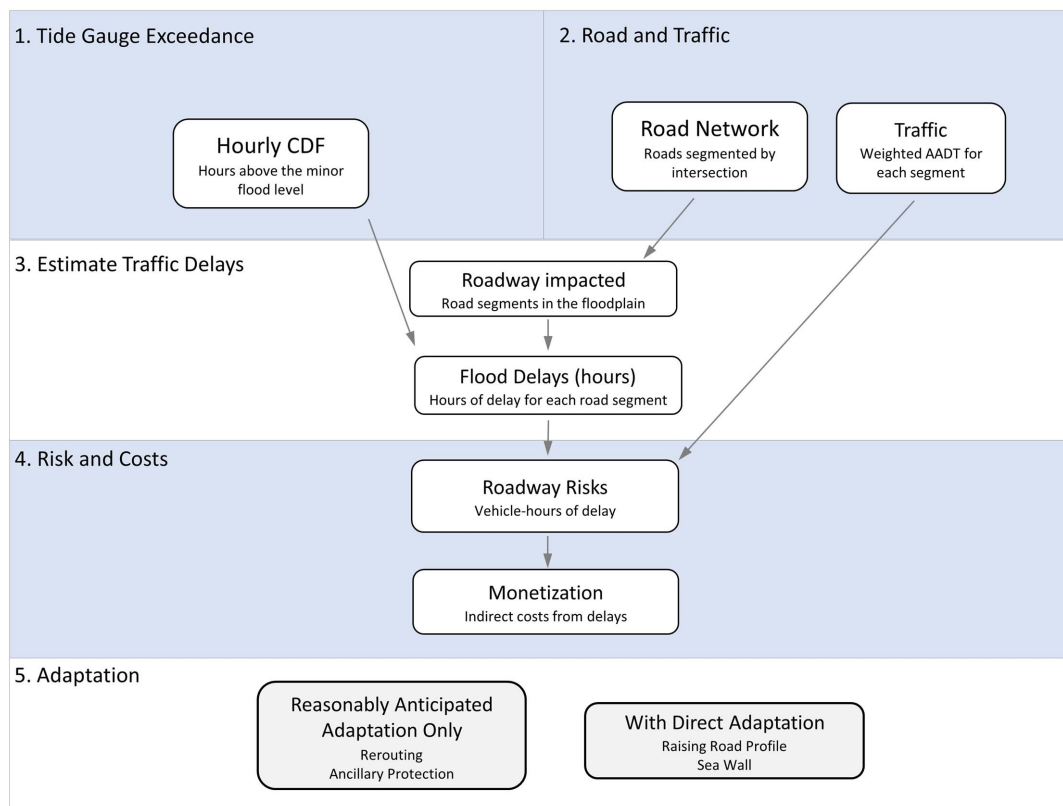 1. Tide Gauge Exceedance
2. Road and Traffic
Hourly CDF
Hours above the minor
flood level
Road Network
Roads segmented by
intersection
Traffic
Weighted AADT for
each segment
3. Estimate Traffic Delays
Roadway impacted
Road segments in the floodplain
Flood Delays (hours)
Hours of delay for each road segment
4. Risk and Costs
Roadway Risks
Vehicle-hours of delay
Monetization
Indirect costs from delays
5. Adaptation
Reasonably Anticipated
Adaptation Only
Rerouting
Ancillary Protection
With Direct Adaptation
Raising Road Profile
Sea Wall